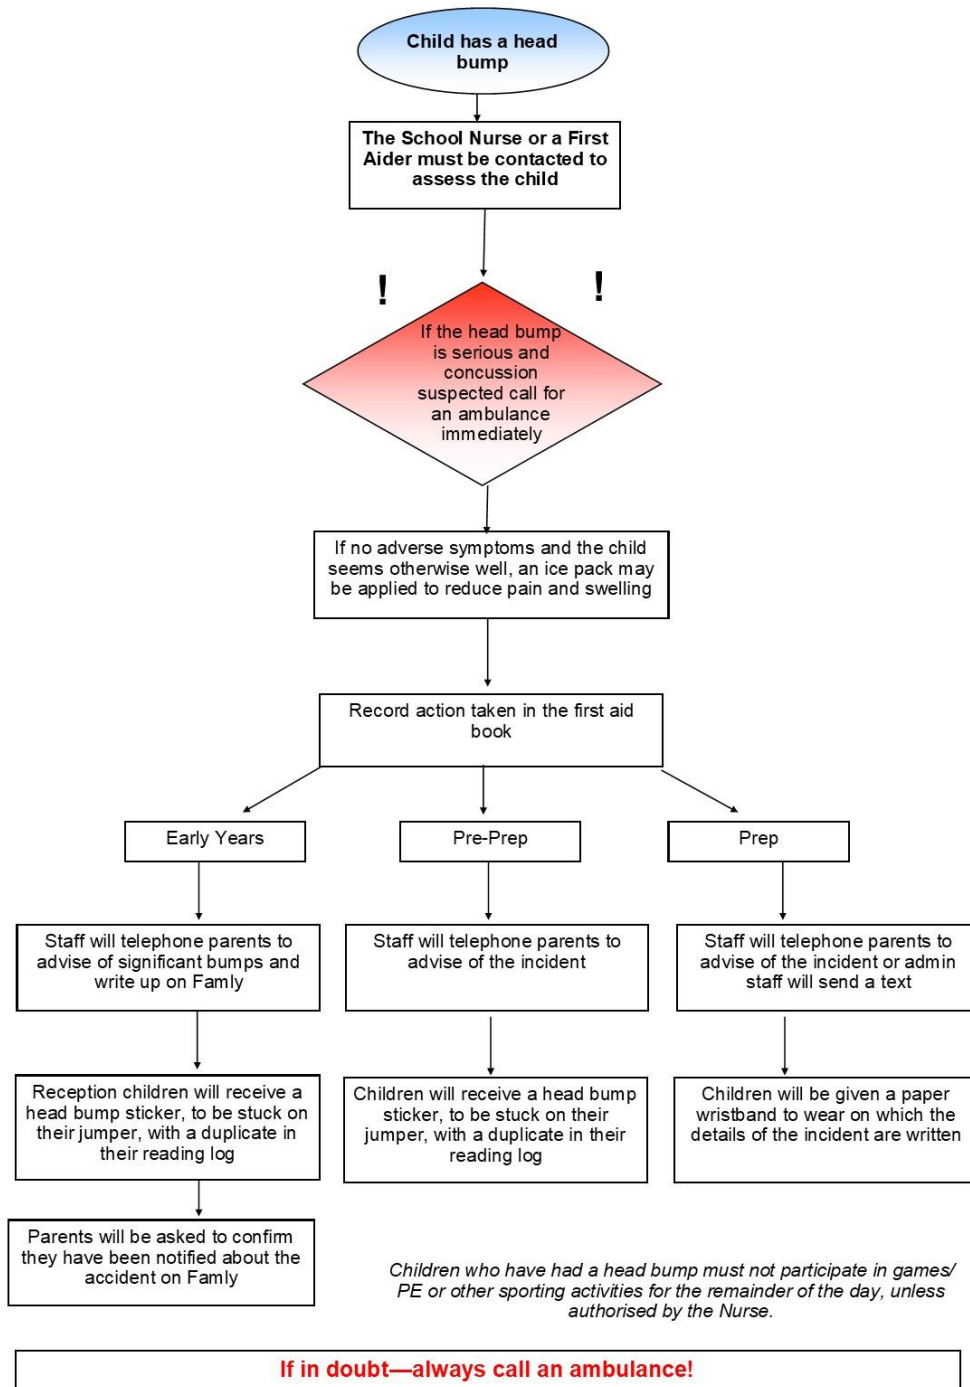 Child has a head
bump
The School Nurse or a First
Aider must be contacted to
assess the child
!
!
If the head bump
is serious and
concussion
suspected call for
an ambulance
immediately
If no adverse symptoms and the child
seems otherwise well, an ice pack may
be applied to reduce pain and swelling
Record action taken in the first aid
book
Early Years
Pre-Prep
Prep
Staff will telephone parents to
advise of significant bumps and
write up on Famly
Staff will telephone parents to
advise of the incident
Staff will telephone parents to
advise of the incident or admin
staff will send a text
Reception children will receive a
head bump sticker, to be stuck on
their jumper, with a duplicate in
their reading log
Children will receive a head bump
sticker, to be stuck on their
jumper, with a duplicate in their
reading log
Children will be given a paper
wristband to wear on which the
details of the incident are written
Parents will be asked to confirm
they have been notified about the
accident on Famly
Children who have had a head bump must not participate in games/
PE or other sporting activities for the remainder of the day, unless
authorised by the Nurse.
If in doubt—always call an ambulance!